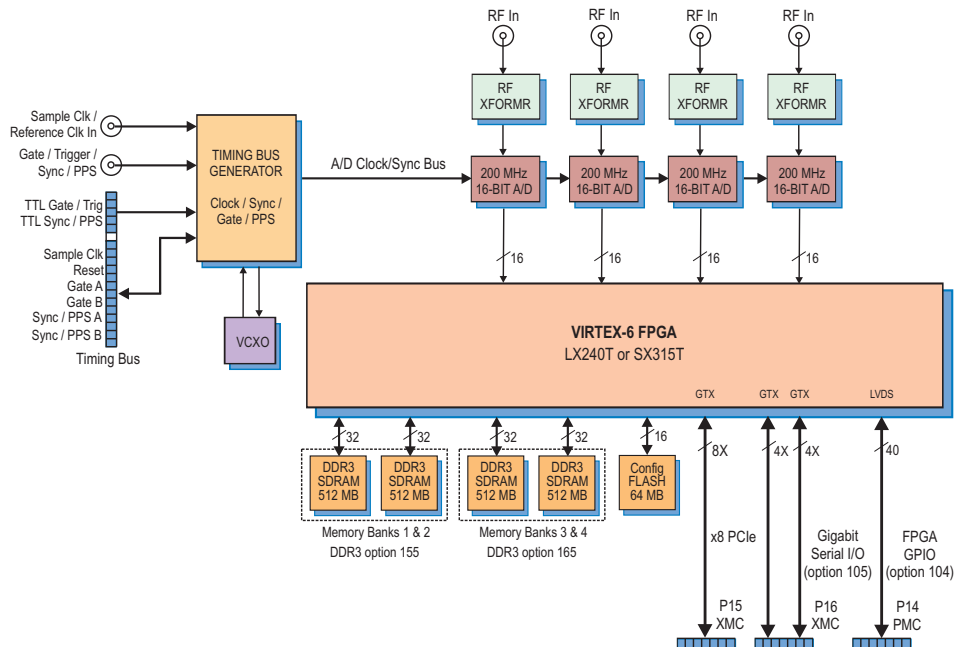 RF In
RF In
RF In
RF In
RF
XFORMR
RF
XFORMR
RF
XFORMR
RF
XFORMR
Sample Clk /
Reference Clk In
Gate / Trigger /
Sync / PPS
TTL Gate / Trig
TTL Sync / PPS
Sample Clk
Reset
Gate A
Gate B
Sync / PPS A
Sync / PPS B
Timing Bus
TIMING BUS
GENERATOR
Clock / Sync /
Gate / PPS
VCXO
A/D Clock/Sync Bus
200 MHz
16-BIT A/D
200 MHz
16-BIT A/D
200 MHz
16-BIT A/D
200 MHz
16-BIT A/D
16
16
16
16
VIRTEX-6 FPGA
LX240T or SX315T
GTX
GTX
GTX
LVDS
32
32
32
32
16
8X
4X
4X
40
DDR3
SDRAM
512 MB
DDR3
SDRAM
512 MB
DDR3
SDRAM
512 MB
DDR3
SDRAM
512 MB
Config
FLASH
64 MB
Memory Banks 1 & 2
DDR3 option 155
Memory Banks 3 & 4
DDR3 option 165
x8 PCIe
Gigabit
Serial I/O
(option 105)
FPGA
GPIO
(option 104)
P15
XMC
P16
XMC
P14
PMC